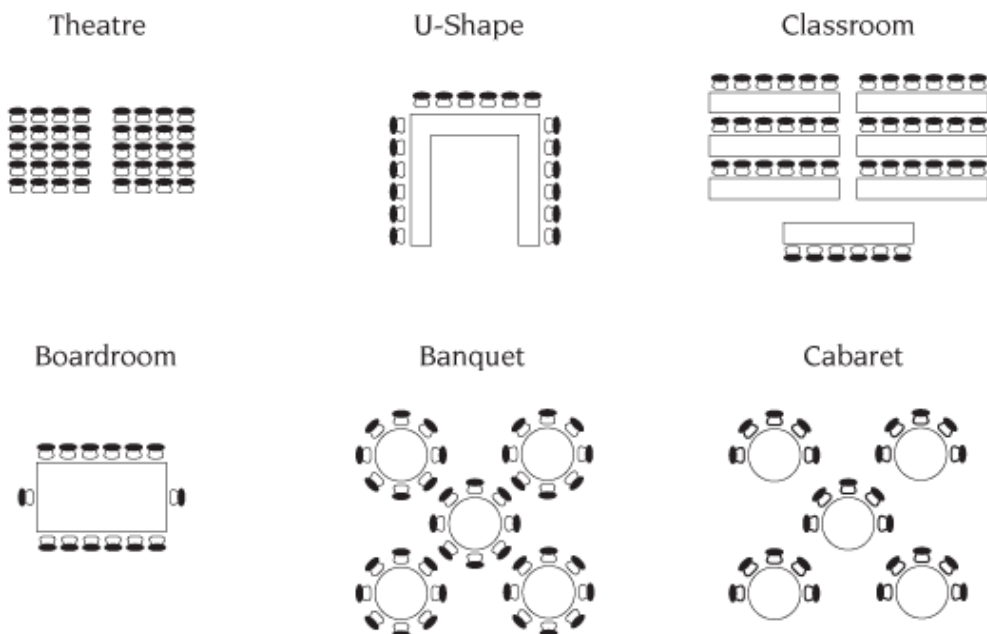 Theatre
U-Shape
Classroom
Boardroom
Banquet
Cabaret